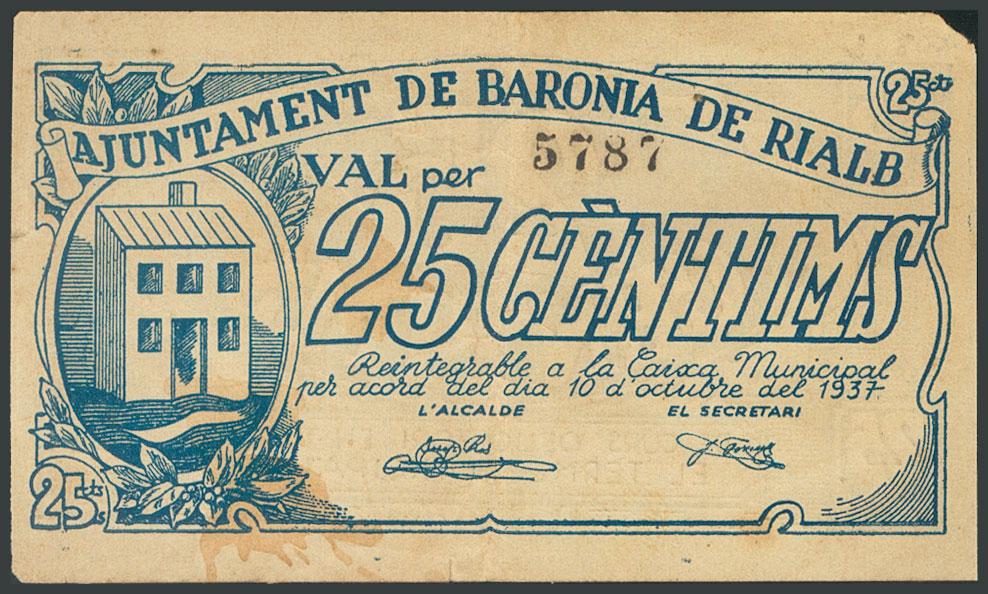 25cts
AJUNTAMENT DE BARONIA DE RIALB
VAL per
5787
25 CÈNTIMS
Reintegrable a la Caixa Municipal
per acord del dia 10 d'octubre del 1937.
L'ALCALDE
EL SECRETARI
25cts